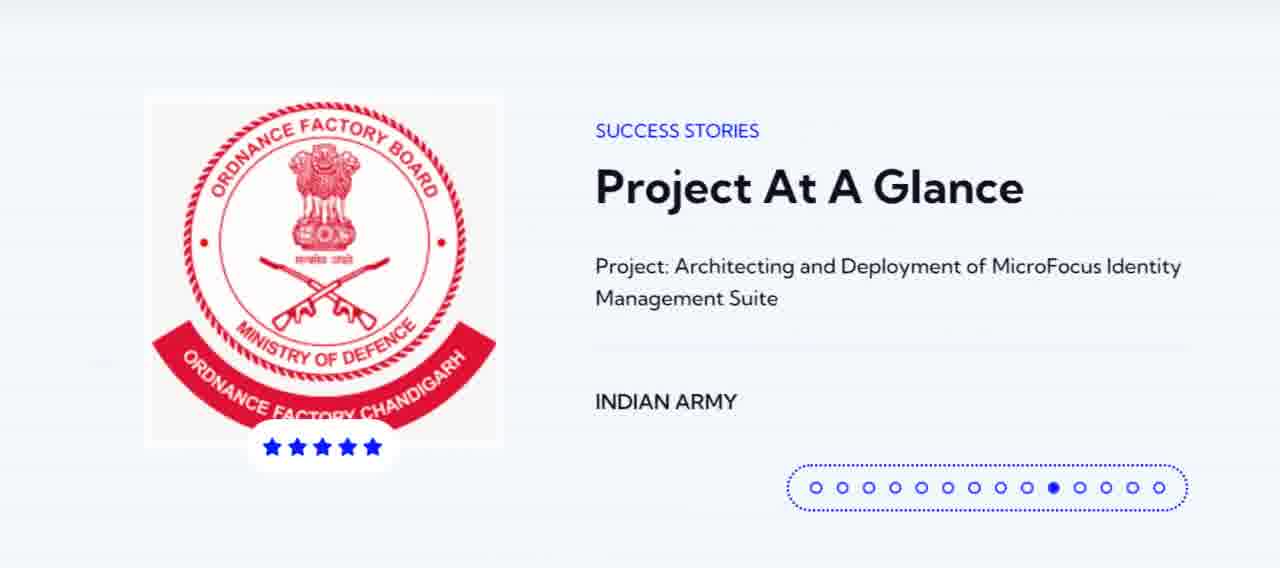 ORDNANCE FACTORY BOARD
सत्यमेव जयते
MINISTRY OF DEFENCE
ORDNANCE FACTORY CHANDIGARH
SUCCESS STORIES
Project At A Glance
Project: Architecting and Deployment of MicroFocus Identity
Management Suite
INDIAN ARMY